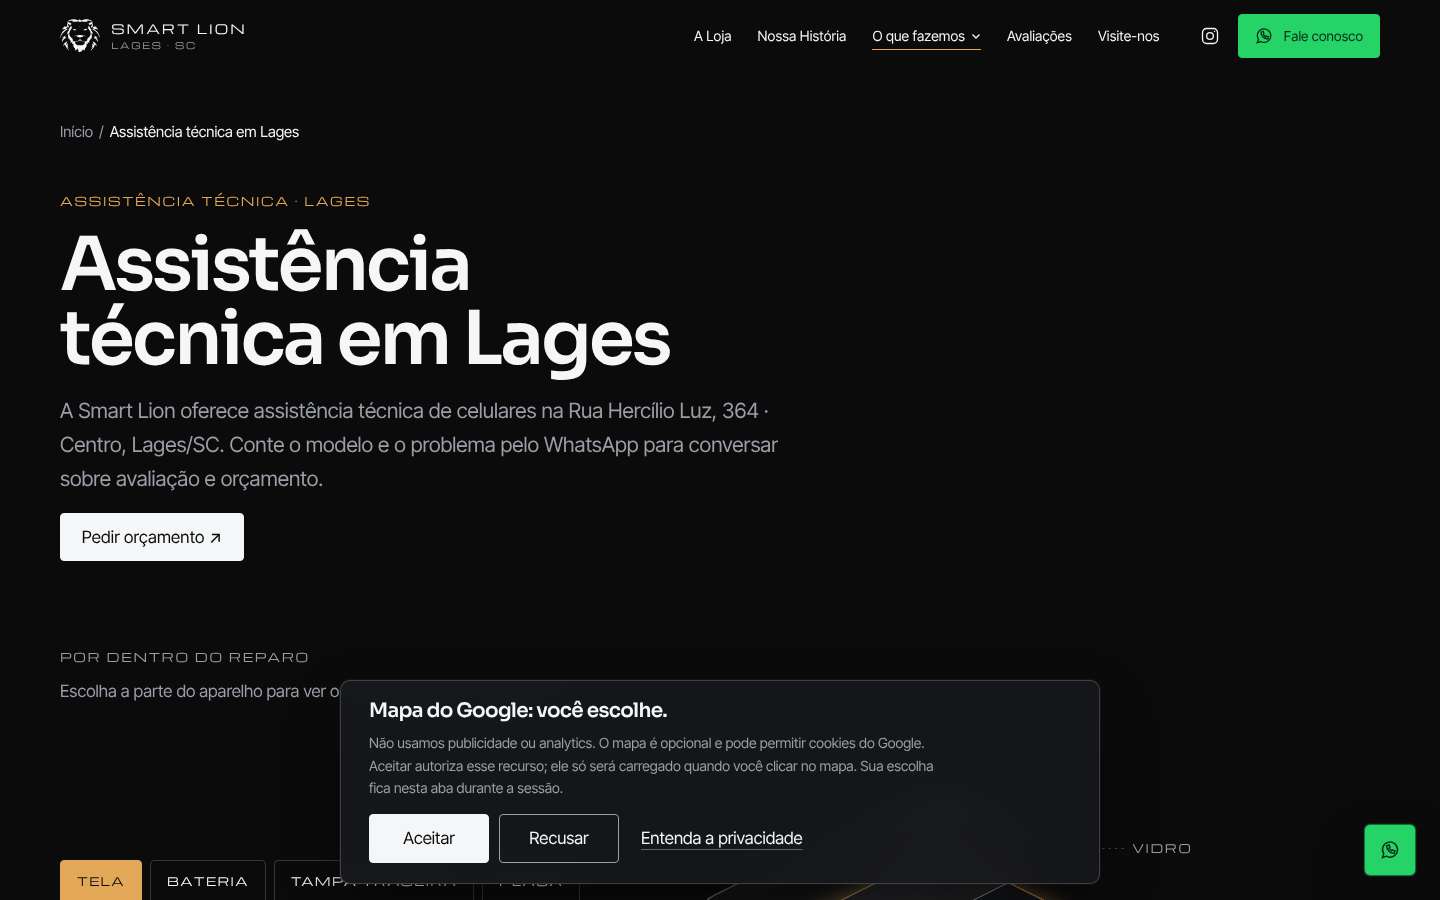 SMART LION
LAGES · SC
A Loja
Nossa História
O que fazemos
Avaliações
Visite-nos
Fale conosco
Início / Assistência técnica em Lages
ASSISTÊNCIA TÉCNICA · LAGES
Assistência
técnica em Lages
A Smart Lion oferece assistência técnica de celulares na Rua Hercílio Luz, 364 ·
Centro, Lages/SC. Conte o modelo e o problema pelo WhatsApp para conversar
sobre avaliação e orçamento.
Pedir orçamento
POR DENTRO DO REPARO
Escolha a parte do aparelho para ver o
Mapa do Google: você escolhe.
Não usamos publicidade ou analytics. O mapa é opcional e pode permitir cookies do Google.
Aceitar autoriza esse recurso; ele só será carregado quando você clicar no mapa. Sua escolha
fica nesta aba durante a sessão.
Aceitar
Recusar
Entenda a privacidade
VIDRO
TELA
BATERIA